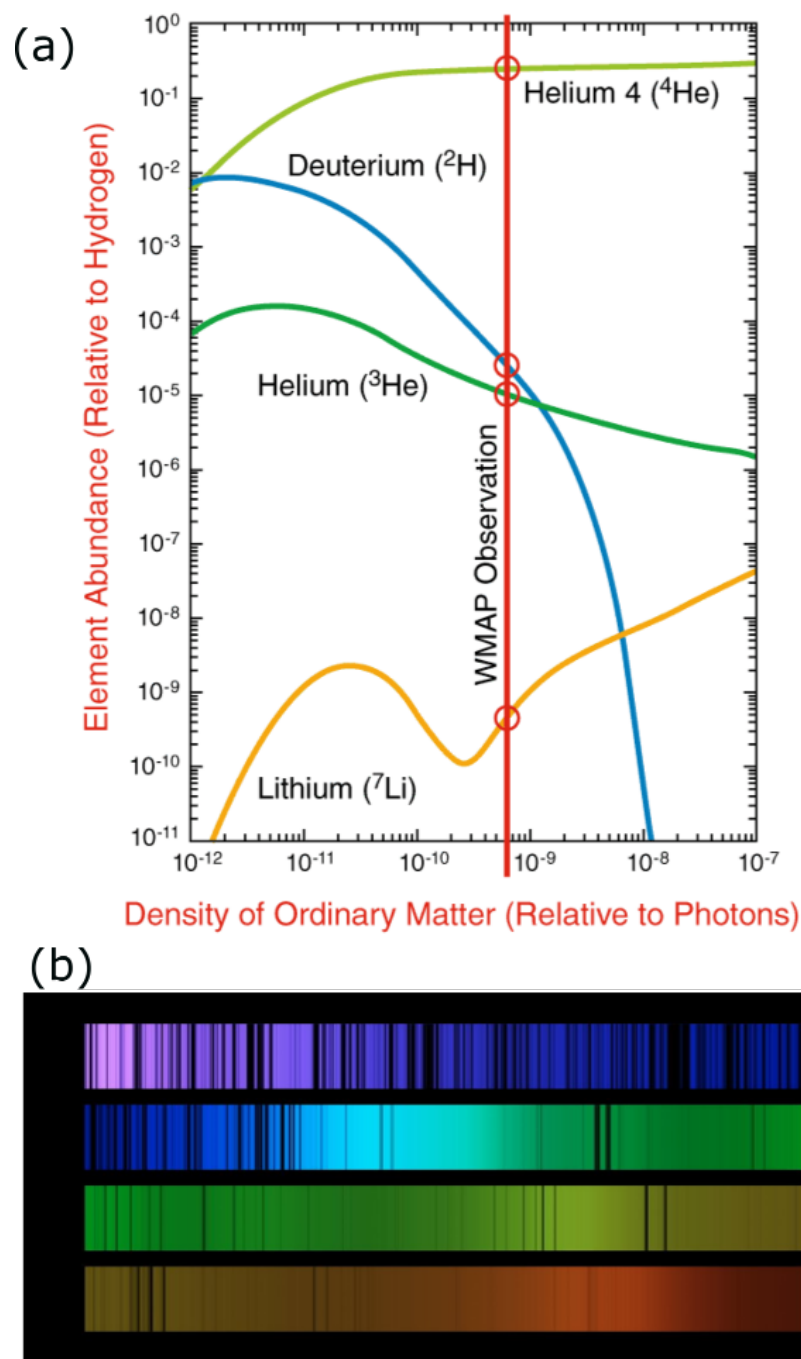 (a)
10⁰
10⁻¹
10⁻²
10⁻³
10⁻⁴
10⁻⁵
10⁻⁶
10⁻⁷
10⁻⁸
10⁻⁹
10⁻¹⁰
10⁻¹¹
Element Abundance (Relative to Hydrogen)
Helium 4 (⁴He)
Deuterium (²H)
Helium (³He)
WMAP Observation
Lithium (⁷Li)
10⁻¹² 10⁻¹¹ 10⁻¹⁰ 10⁻⁹ 10⁻⁸ 10⁻⁷
Density of Ordinary Matter (Relative to Photons)
(b)